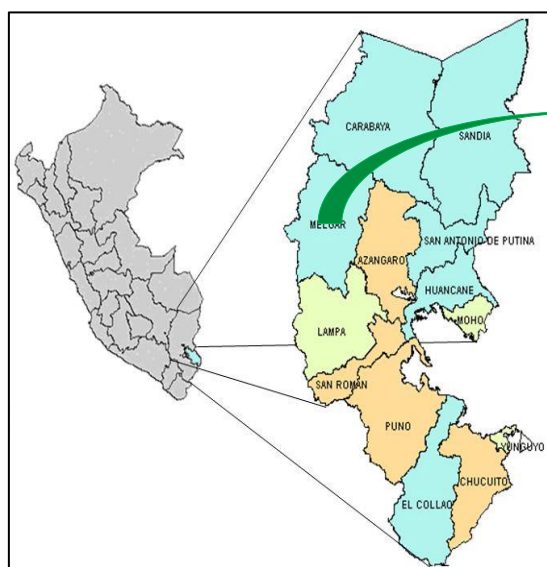 CARABAYA
SANDIA
MELGAR
SAN ANTONIO DE PUTINA
AZANGARO
HUANCANE
MOHO
LAMPA
SAN ROMAN
PUNO
YUNGUYO
CHUCUITO
EL COLLAO